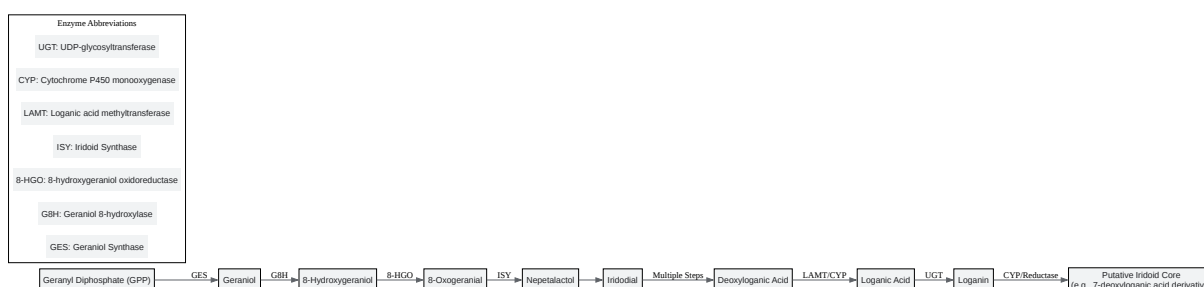 Enzyme Abbreviations
UGT: UDP-glycosyltransferase
CYP: Cytochrome P450 monooxygenase
LAMT: Loganic acid methyltransferase
ISY: Iridoid Synthase
8-HGO: 8-hydroxygeraniol oxidoreductase
G8H: Geraniol 8-hydroxylase
GES: Geraniol Synthase
Geranyl Diphosphate (GPP)
GES
Geraniol
G8H
8-Hydroxygeraniol
8-HGO
8-Oxogeranial
ISY
Nepetalactol
Iridodial
Multiple Steps
Deoxyloganic Acid
LAMT/CYP
Loganic Acid
UGT
Loganin
CYP/Reductase
Putative Iridoid Core
(e.g., 7-deoxyloganic acid